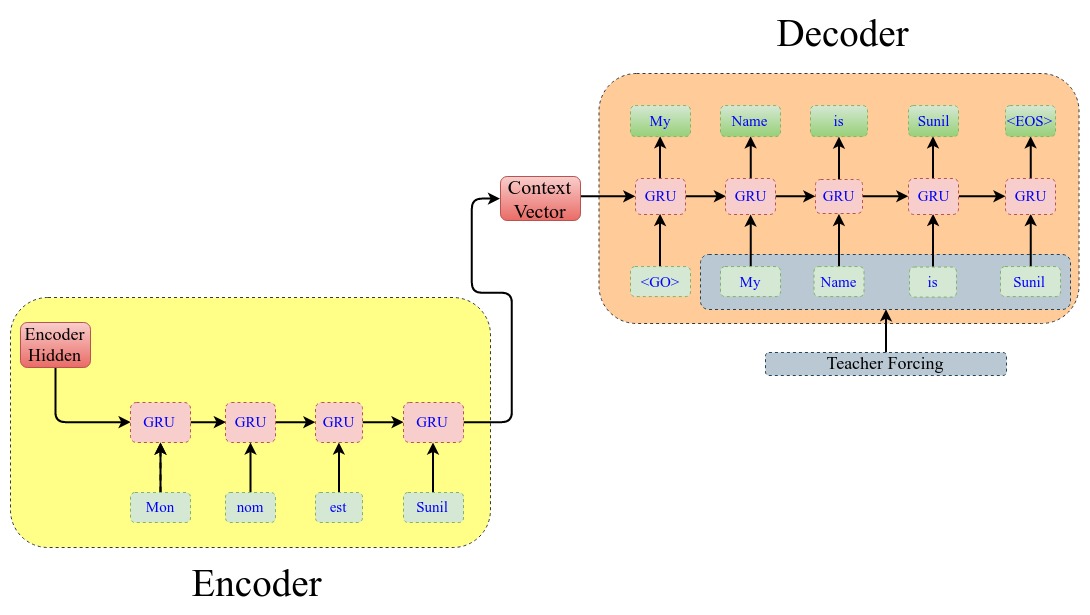 Decoder
My Name is Sunil <EOS>
Context
Vector
GRU GRU GRU GRU GRU
<GO> My Name is Sunil
Teacher Forcing
Encoder
Hidden
GRU GRU GRU GRU
Mon nom est Sunil
Encoder